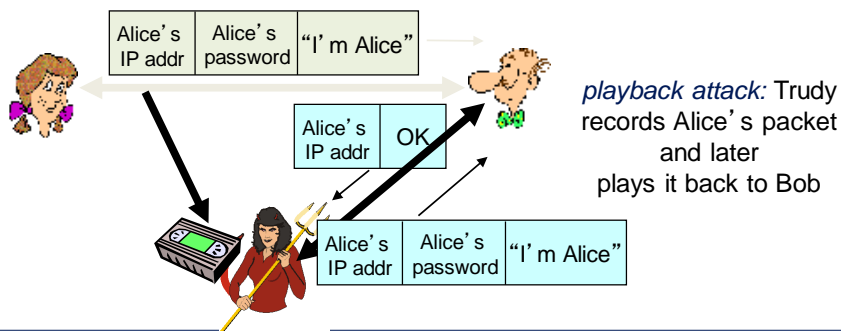 Alice’s
IP addr
Alice’s
password
“I’m Alice”
Alice’s
IP addr
OK
playback attack: Trudy
records Alice’s packet
and later
plays it back to Bob
Alice’s
IP addr
Alice’s
password
“I’m Alice”